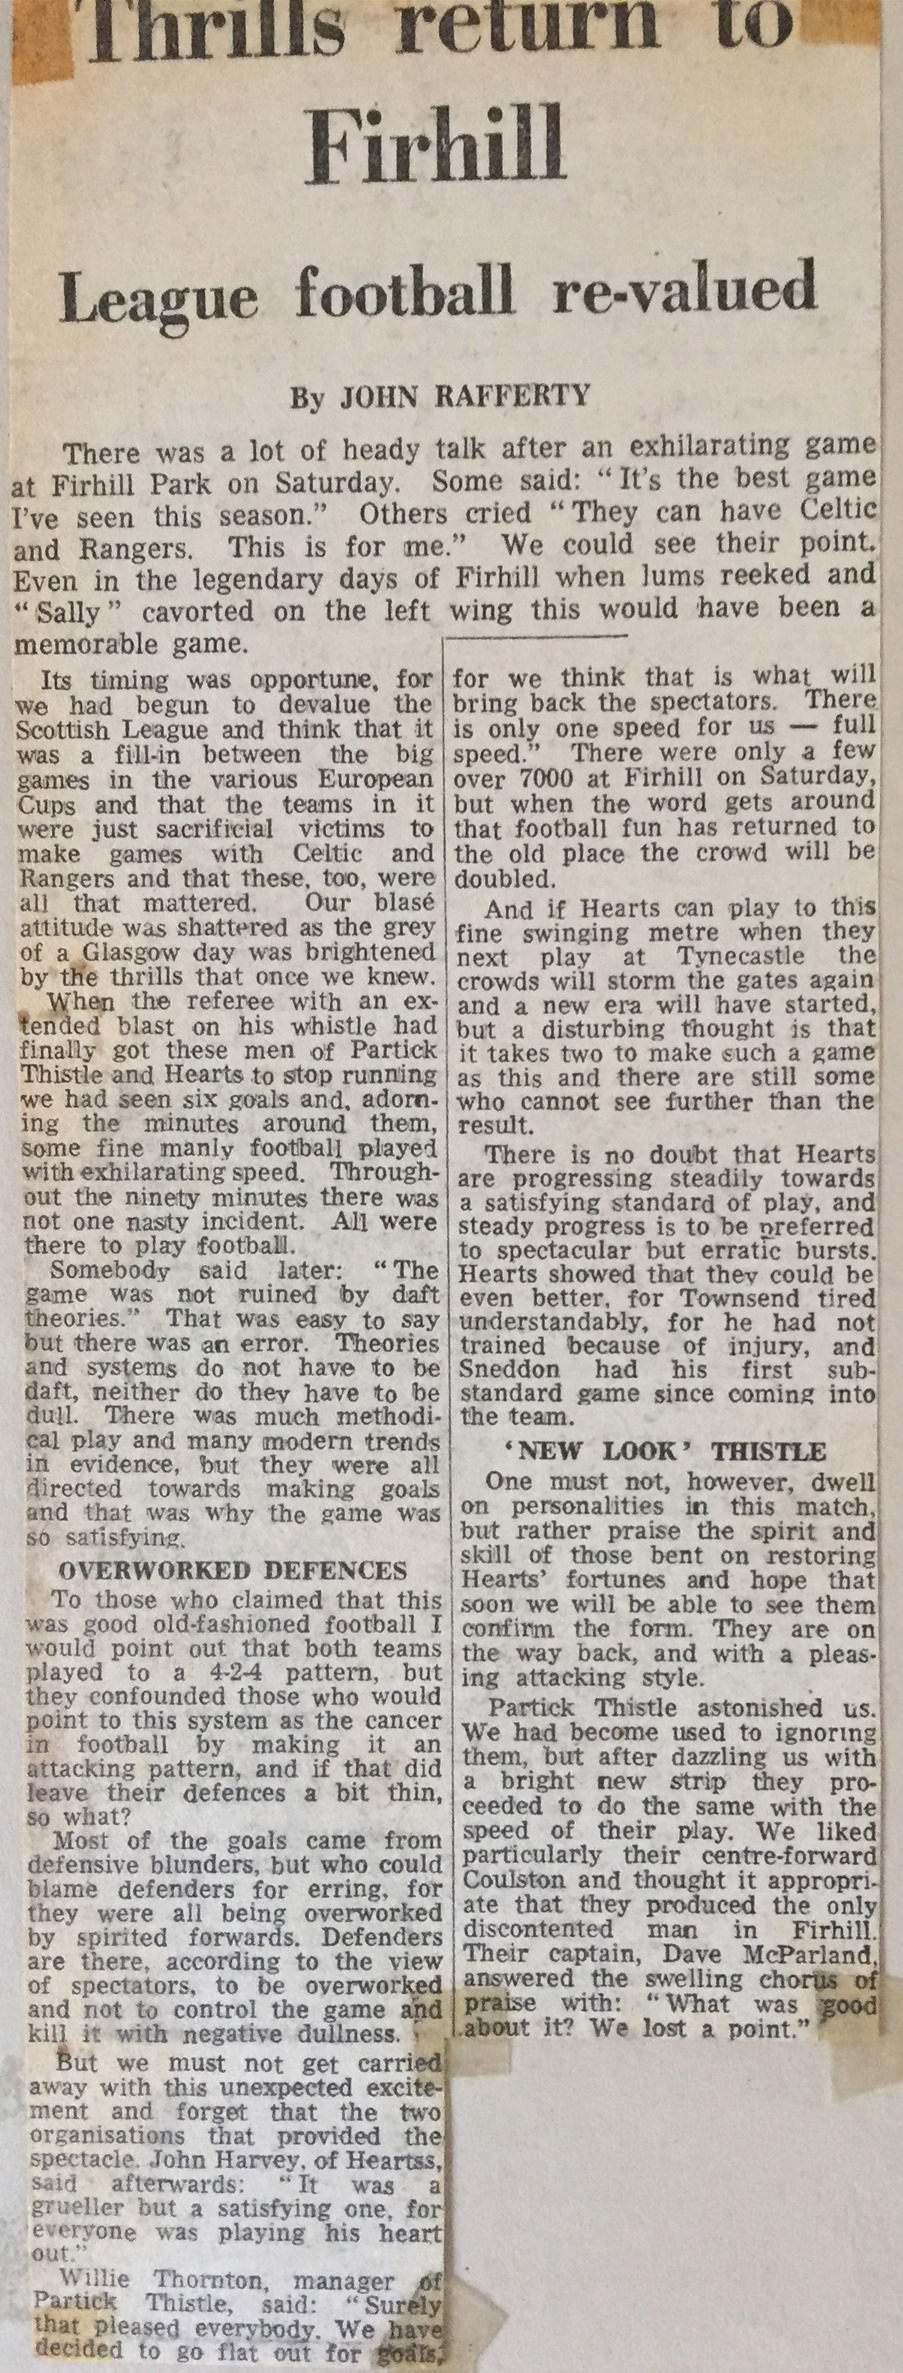 Thrills return to
Firhill
League football re-valued
By JOHN RAFFERTY
There was a lot of heady talk after an exhilarating game
at Firhill Park on Saturday. Some said: "It's the best game
I've seen this season." Others cried "They can have Celtic
and Rangers. This is for me." We could see their point.
Even in the legendary days of Firhill when lums reeked and
"Sally" cavorted on the left wing this would have been a
memorable game.
Its timing was opportune, for
we had begun to devalue the
Scottish League and think that it
was a fill-in between the big
games in the various European
Cups and that the teams in it
were just sacrificial victims to
make games with Celtic and
Rangers and that these, too, were
all that mattered. Our blasé
attitude was shattered as the grey
of a Glasgow day was brightened
by the thrills that once we knew.
When the referee with an ex-
tended blast on his whistle had
finally got these men of Partick
Thistle and Hearts to stop running
we had seen six goals and, adorn-
ing the minutes around them,
some fine manly football played
with exhilarating speed. Through-
out the ninety minutes there was
not one nasty incident. All were
there to play football.
Somebody said later: "The
game was not ruined by daft
theories." That was easy to say
but there was an error. Theories
and systems do not have to be
daft, neither do they have to be
dull. There was much methodi-
cal play and many modern trends
in evidence, but they were all
directed towards making goals
and that was why the game was
so satisfying.
OVERWORKED DEFENCES
To those who claimed that this
was good old-fashioned football I
would point out that both teams
played to a 4-2-4 pattern, but
they confounded those who would
point to this system as the cancer
in football by making it an
attacking pattern, and if that did
leave their defences a bit thin,
so what?
Most of the goals came from
defensive blunders, but who could
blame defenders for erring, for
they were all being overworked
by spirited forwards. Defenders
are there, according to the view
of spectators, to be overworked
and not to control the game and
kill it with negative dullness.
But we must not get carried
away with this unexpected excite-
ment and forget that the two
organisations that provided the
spectacle. John Harvey, of Heartss,
said afterwards: "It was a
grueller but a satisfying one, for
everyone was playing his heart
out."
Willie Thornton, manager of
Partick Thistle, said: "Surely
that pleased everybody. We have
decided to go flat out for goals,
for we think that is what will
bring back the spectators. There
is only one speed for us — full
speed." There were only a few
over 7000 at Firhill on Saturday,
but when the word gets around
that football fun has returned to
the old place the crowd will be
doubled.
And if Hearts can play to this
fine swinging metre when they
next play at Tynecastle the
crowds will storm the gates again
and a new era will have started,
but a disturbing thought is that
it takes two to make such a game
as this and there are still some
who cannot see further than the
result.
There is no doubt that Hearts
are progressing steadily towards
a satisfying standard of play, and
steady progress is to be preferred
to spectacular but erratic bursts.
Hearts showed that they could be
even better, for Townsend tired
understandably, for he had not
trained because of injury, and
Sneddon had his first sub-
standard game since coming into
the team.
'NEW LOOK' THISTLE
One must not, however, dwell
on personalities in this match,
but rather praise the spirit and
skill of those bent on restoring
Hearts' fortunes and hope that
soon we will be able to see them
confirm the form. They are on
the way back, and with a pleas-
ing attacking style.
Partick Thistle astonished us.
We had become used to ignoring
them, but after dazzling us with
a bright new strip they pro-
ceeded to do the same with the
speed of their play. We liked
particularly their centre-forward
Coulston and thought it appropri-
ate that they produced the only
discontented man in Firhill.
Their captain, Dave McParland,
answered the swelling chorus of
praise with: "What was good
about it? We lost a point."